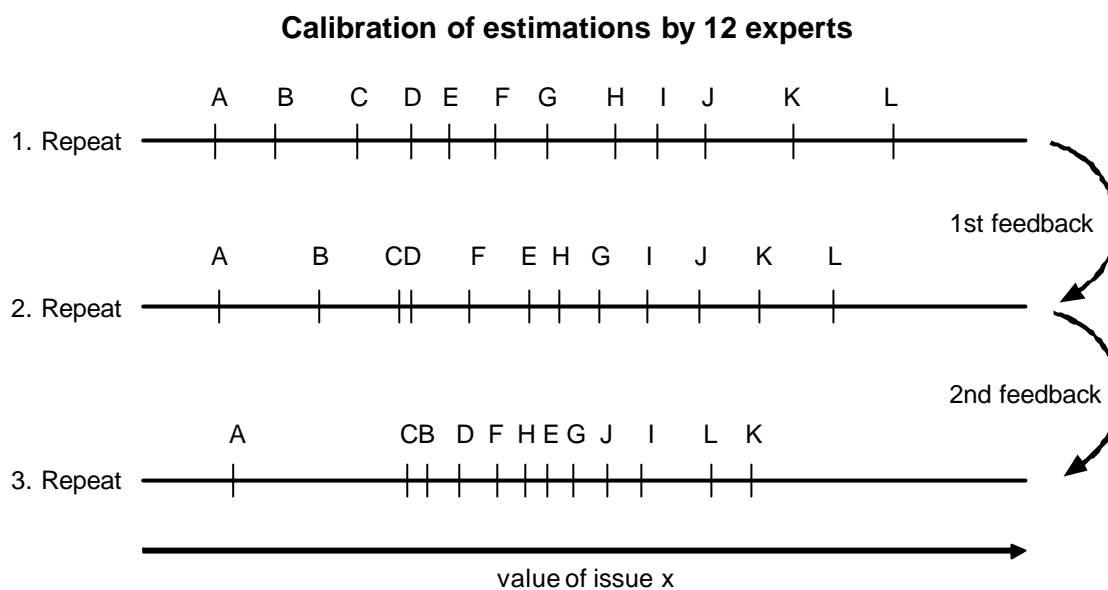 Calibration of estimations by 12 experts
A B C D E F G H I J K L
1. Repeat
1st feedback
A B CD F E H G I J K L
2. Repeat
2nd feedback
A CB D F H E G J I L K
3. Repeat
value of issue x